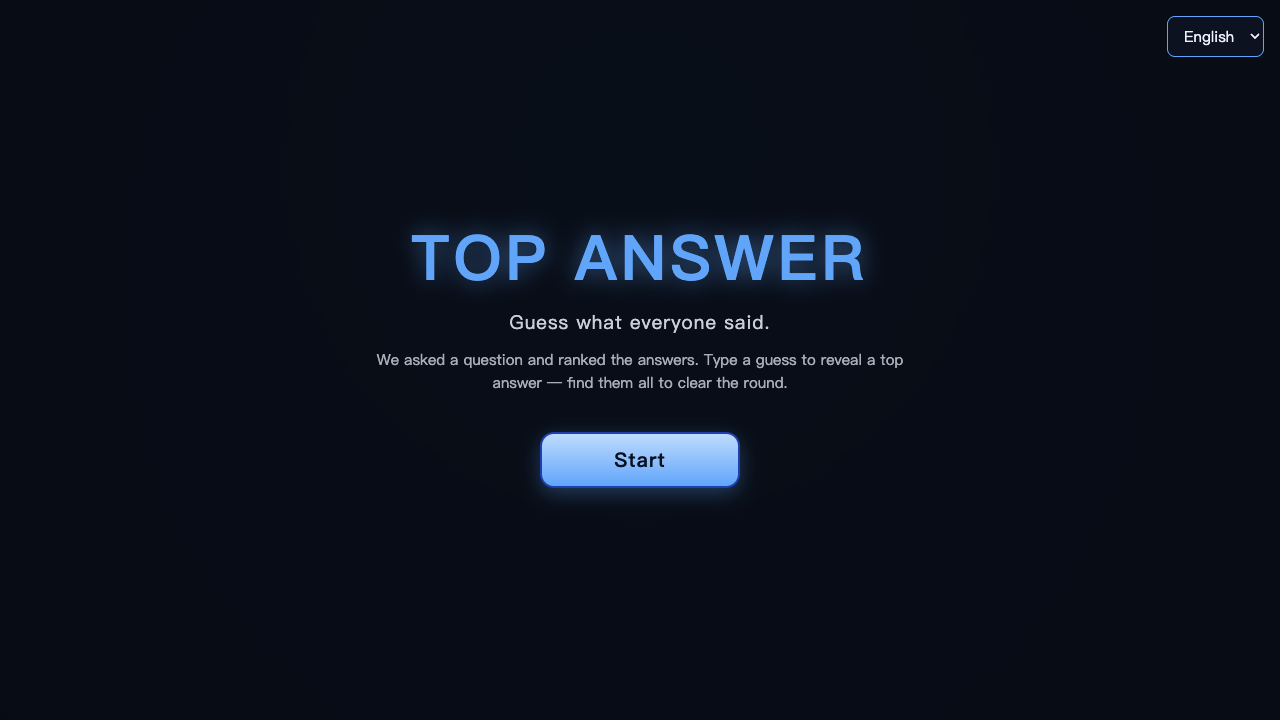 English
TOP ANSWER
Guess what everyone said.
We asked a question and ranked the answers. Type a guess to reveal a top
answer — find them all to clear the round.
Start